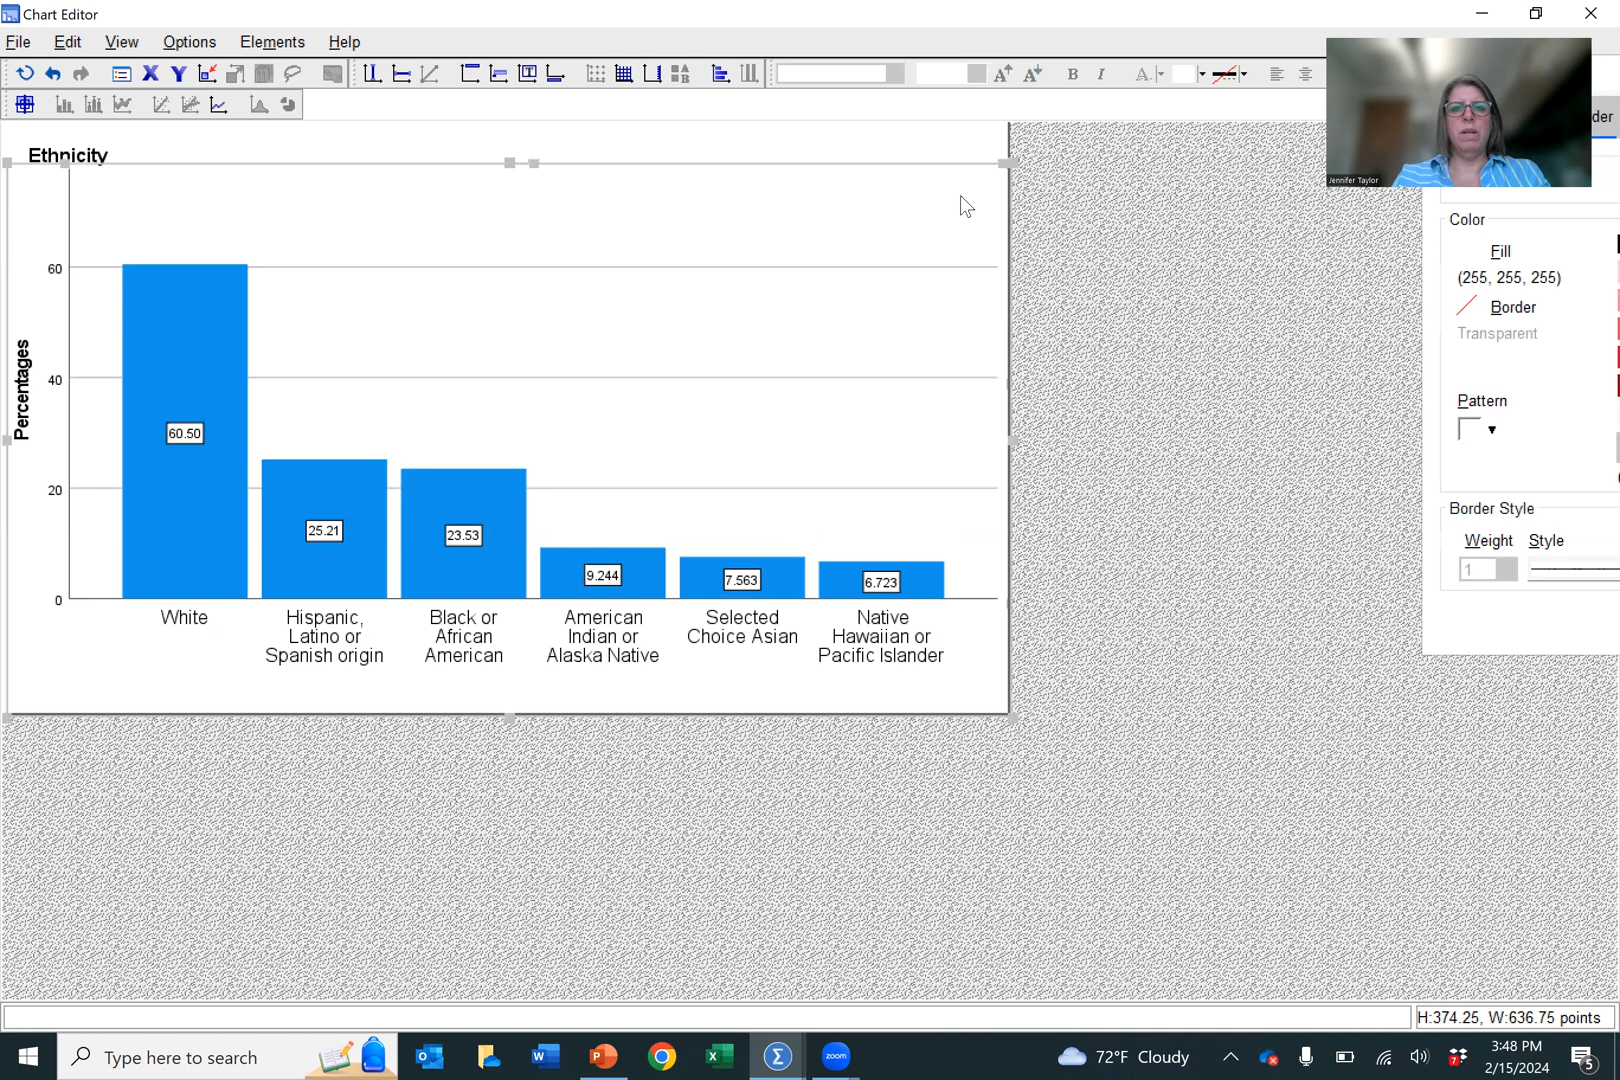 Chart Editor
File Edit View Options Elements Help
Jennifer Taylor
der
Ethnicity
Percentages
60
40
20
0
60.50
25.21
23.53
9.244
7.563
6.723
White
Hispanic,
Latino or
Spanish origin
Black or
African
American
American
Indian or
Alaska Native
Selected
Choice Asian
Native
Hawaiian or
Pacific Islander
Color
Fill
(255, 255, 255)
Border
Transparent
Pattern
Border Style
Weight Style
1
H:374.25, W:636.75 points
Type here to search
zoom
72°F Cloudy
3:48 PM
2/15/2024
7
5